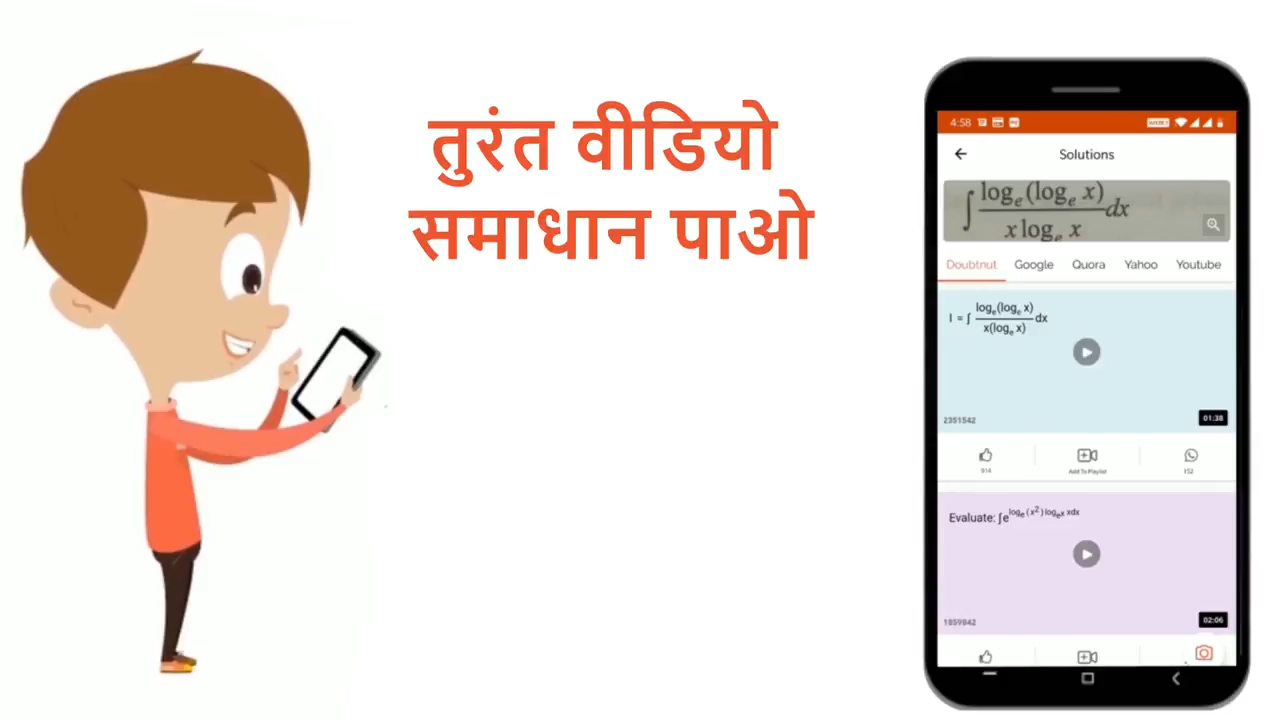 तुरंत वीडियो
समाधान पाओ
4:58
Solutions
∫ logₑ(logₑ x) / x logₑ x dx
Doubtnut Google Quora Yahoo Youtube
I = ∫ logₑ(logₑ x) / x(logₑ x) dx
2351542 01:38
914 Add To Playlist 152
Evaluate: ∫e^logₑ(x²)logₑx xdx
1859842 02:06